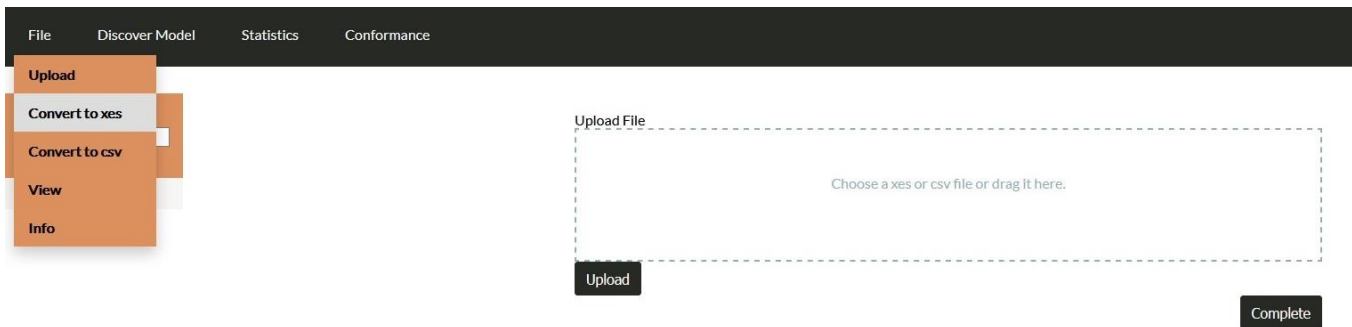 File Discover Model Statistics Conformance
Upload
Convert to xes
Convert to csv
View
Info
Upload File
Choose a xes or csv file or drag it here.
Upload
Complete